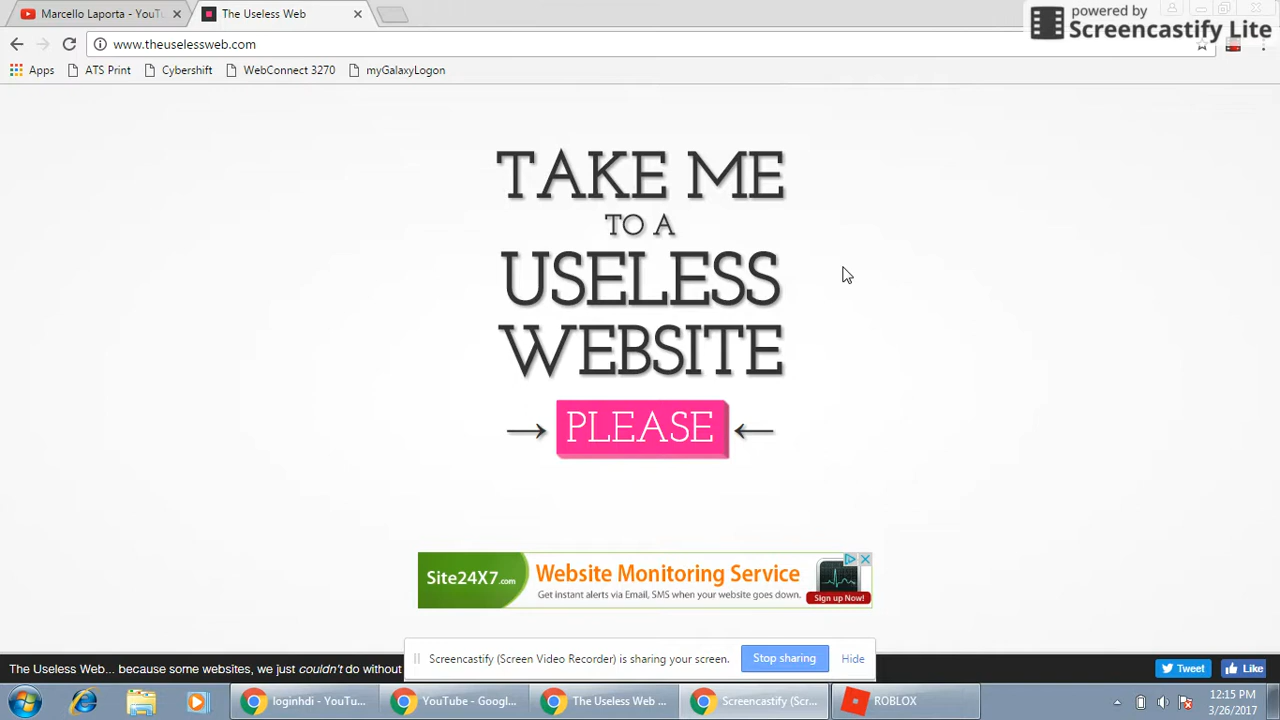 Marcello Laporta - YouTu
The Useless Web
powered by
Screencastify Lite
www.theuselessweb.com
Apps
ATS Print
Cybershift
WebConnect 3270
myGalaxyLogon
TAKE ME
TO A
USELESS
WEBSITE
→ PLEASE ←
Site24X7.com
Website Monitoring Service
Get instant alerts via Email, SMS when your website goes down.
Sign up Now!
Screencastify (Screen Video Recorder) is sharing your screen.
Stop sharing
Hide
The Useless Web... because some websites, we just couldn't do without
Tweet
Like
loginhdi - YouTu...
YouTube - Googl...
The Useless Web ...
Screencastify (Scr...
ROBLOX
12:15 PM
3/26/2017